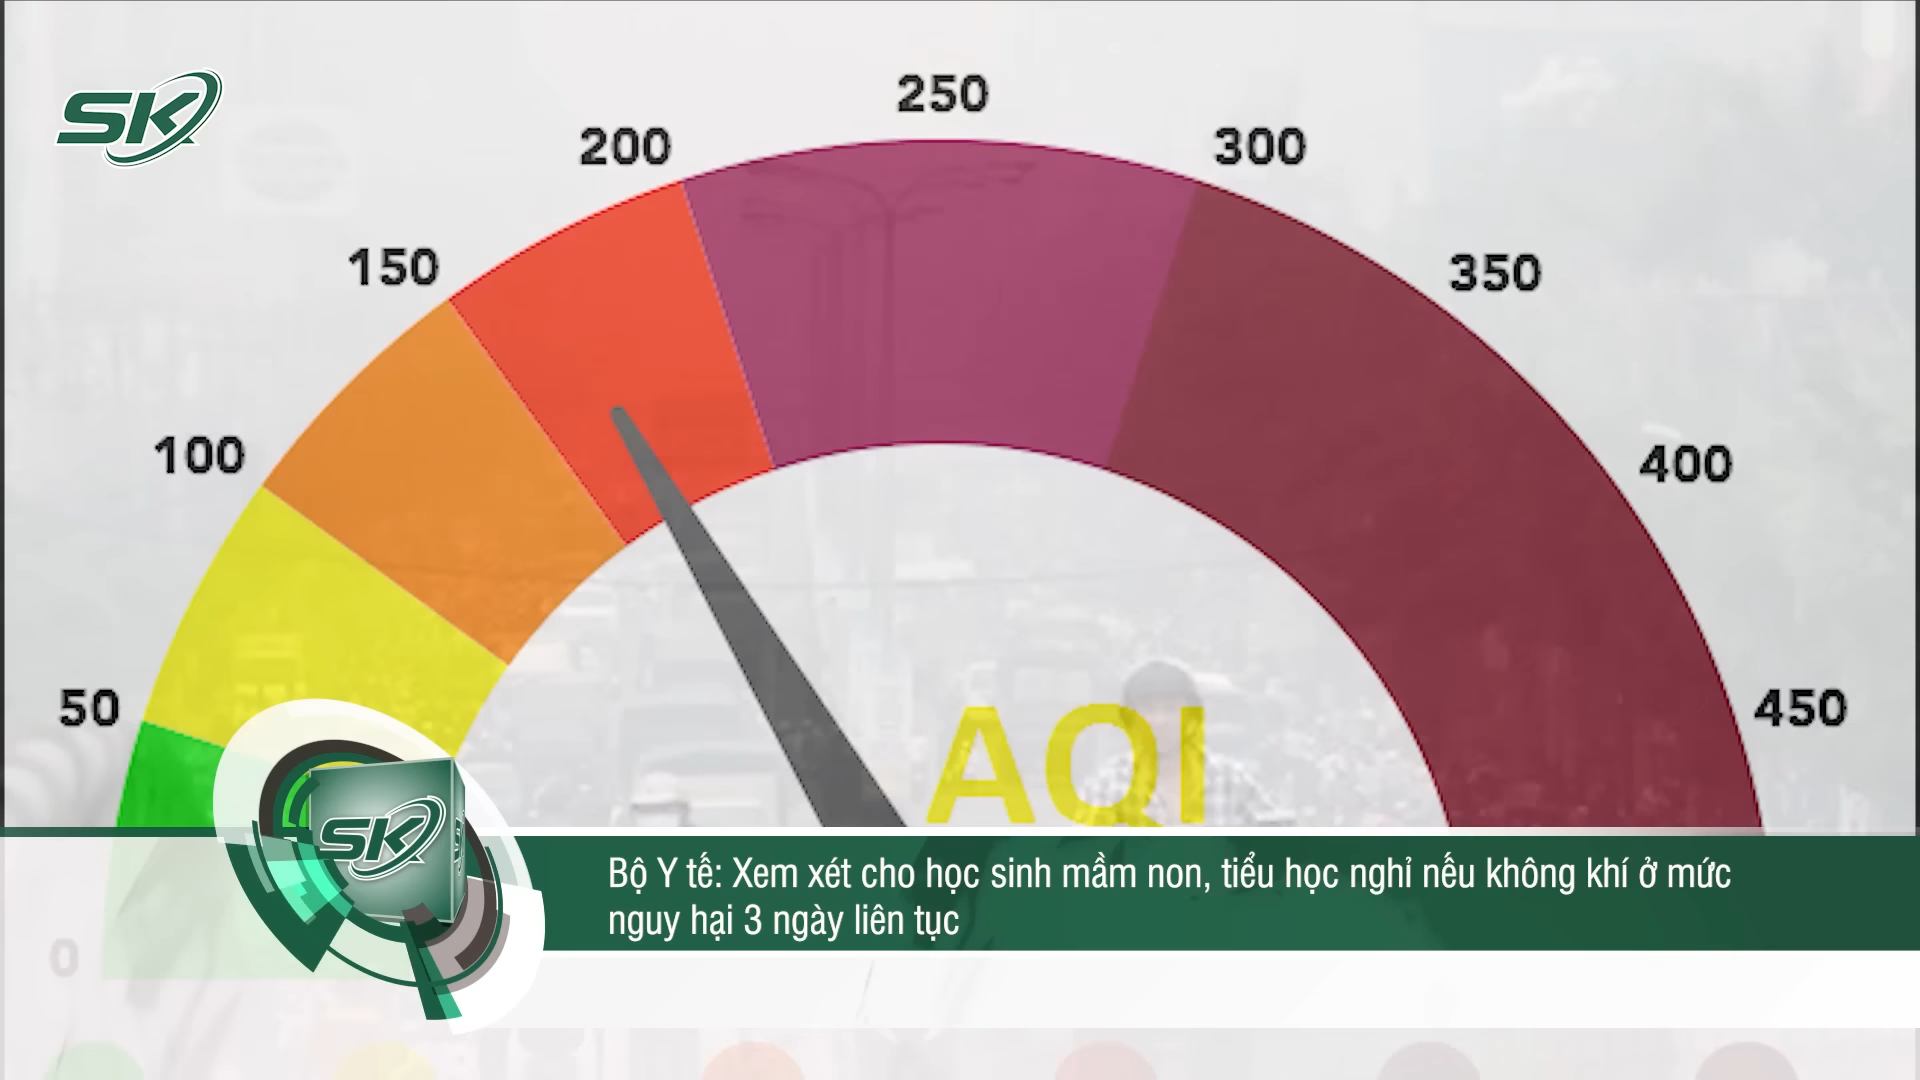 SK
250
200
300
150
350
100
400
50
450
AQI
SK
Bộ Y tế: Xem xét cho học sinh mầm non, tiểu học nghỉ nếu không khí ở mức
nguy hại 3 ngày liên tục
0